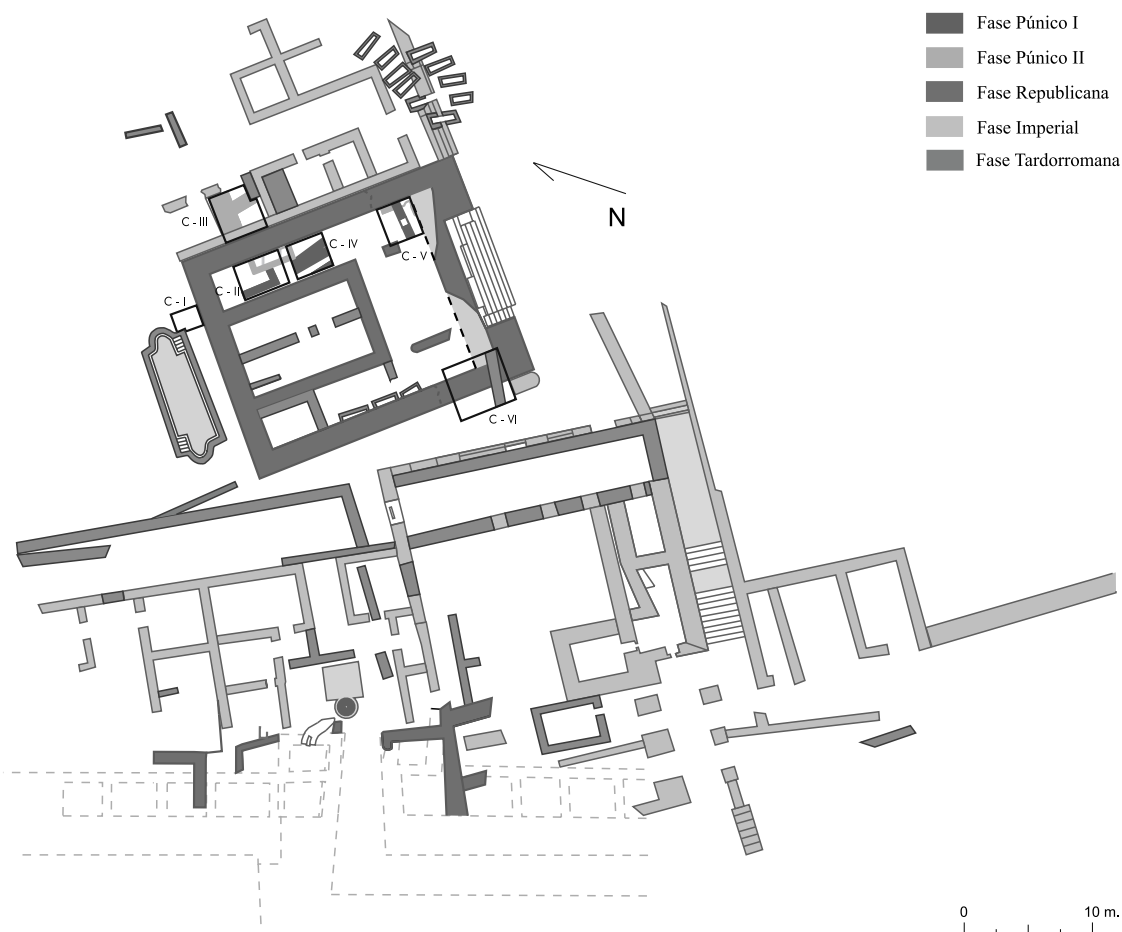 Fase Púnico I
Fase Púnico II
Fase Republicana
Fase Imperial
Fase Tardorromana
N
C - III
C - IV
C - V
C - II
C - I
C - VI
0 10 m.